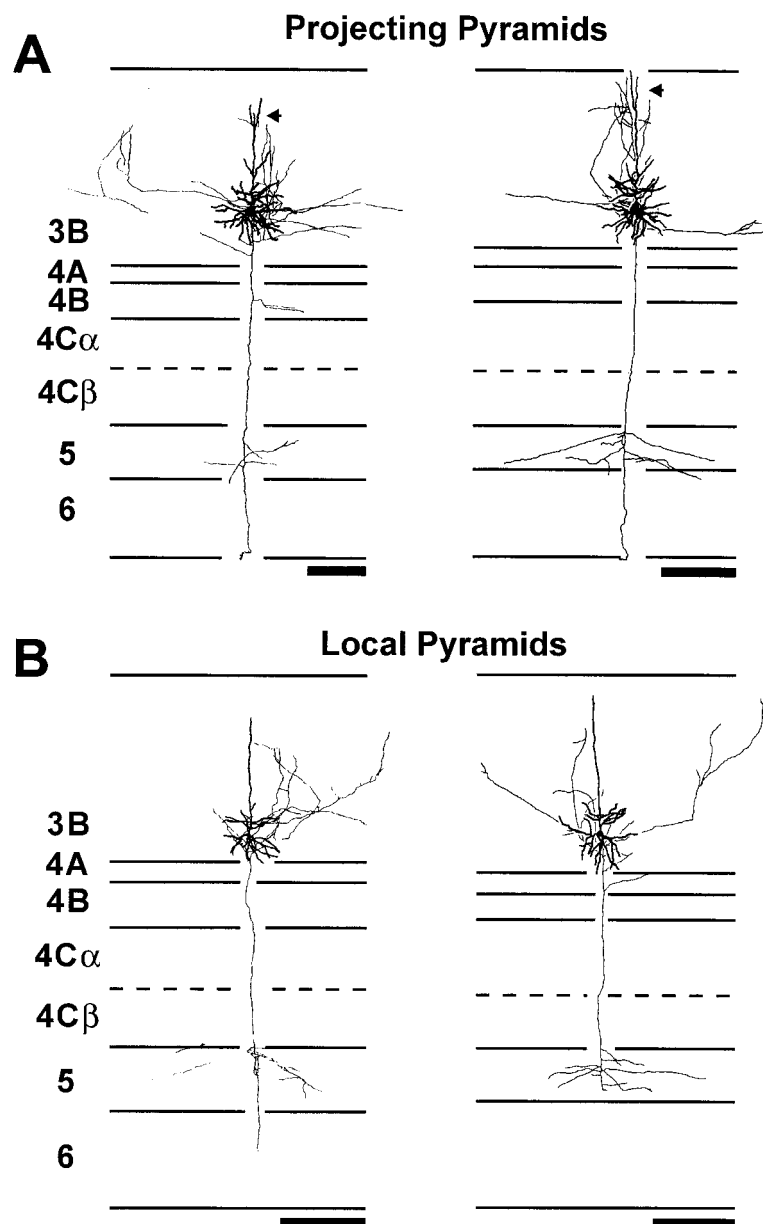 Projecting Pyramids
A
3B
4A
4B
4Cα
4Cβ
5
6
Local Pyramids
B
3B
4A
4B
4Cα
4Cβ
5
6